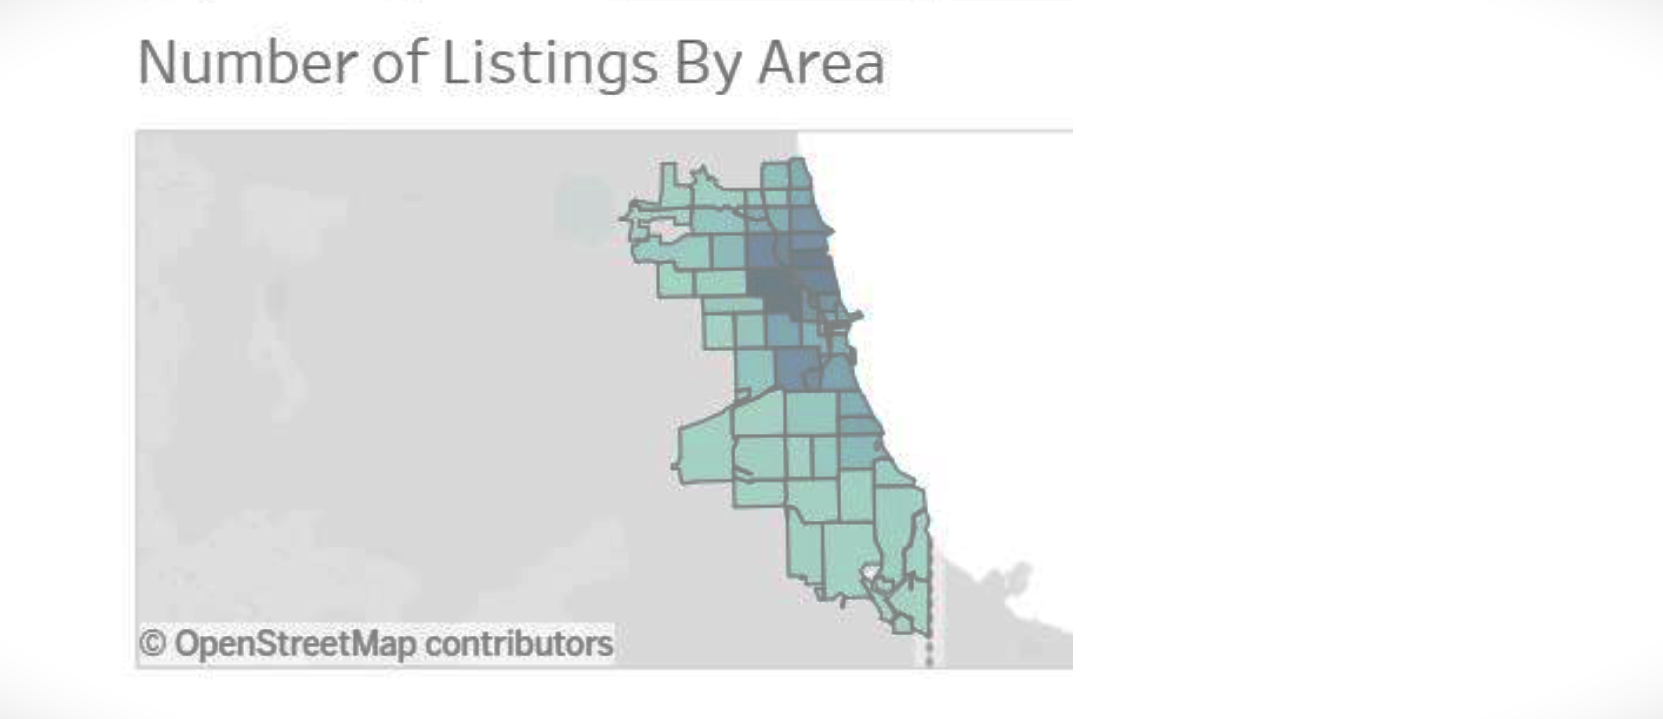 Number of Listings By Area
© OpenStreetMap contributors